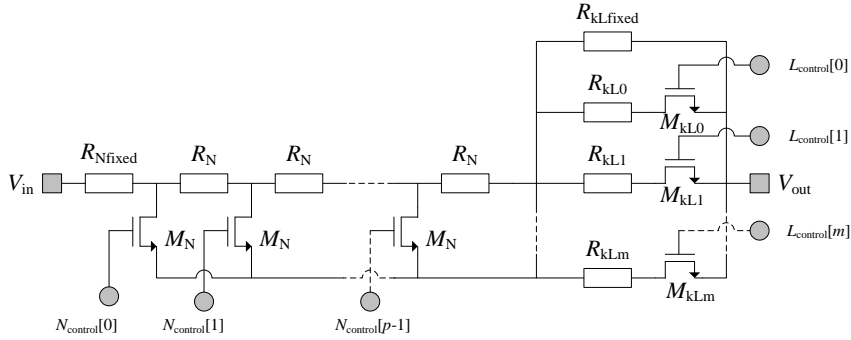 R_kLfixed
L_control[0]
R_kL0
M_kL0
L_control[1]
R_Nfixed
R_N
R_N
R_N
R_kL1
V_in
V_out
M_kL1
M_N
M_N
M_N
L_control[m]
R_kLm
M_kLm
N_control[0]
N_control[1]
N_control[p-1]